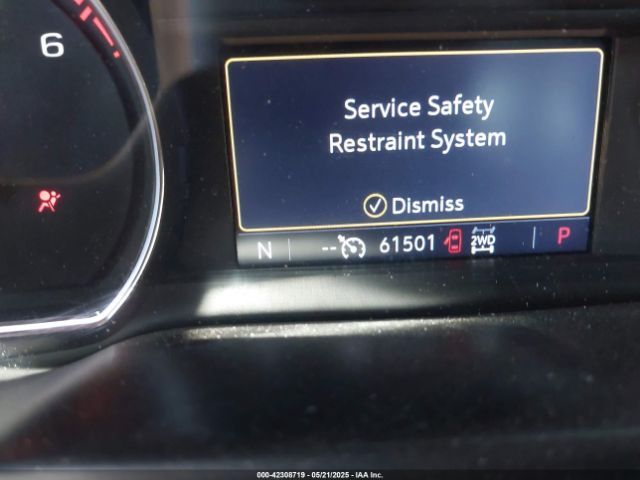 6
Service Safety
Restraint System
Dismiss
N -- 61501 2WD P
000-42308719 - 05/21/2025 - IAA Inc.